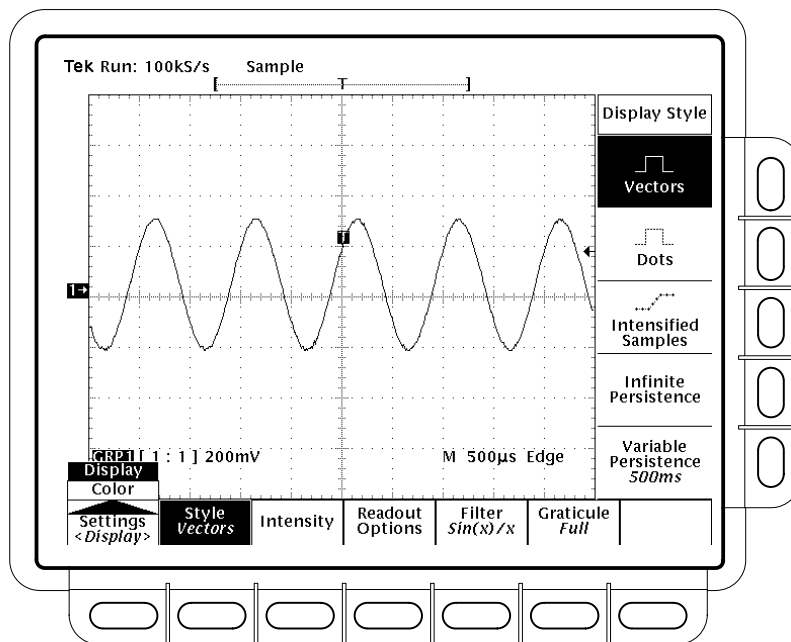 Tek Run: 100kS/s Sample
[ T ]
Display Style
Vectors
Dots
Intensified
Samples
Infinite
Persistence
Variable
Persistence
500ms
T
1→
GRP1 [ 1 : 1 ] 200mV M 500µs Edge
Display
Color
Settings
<Display>
Style
Vectors
Intensity
Readout
Options
Filter
Sin(x)/x
Graticule
Full